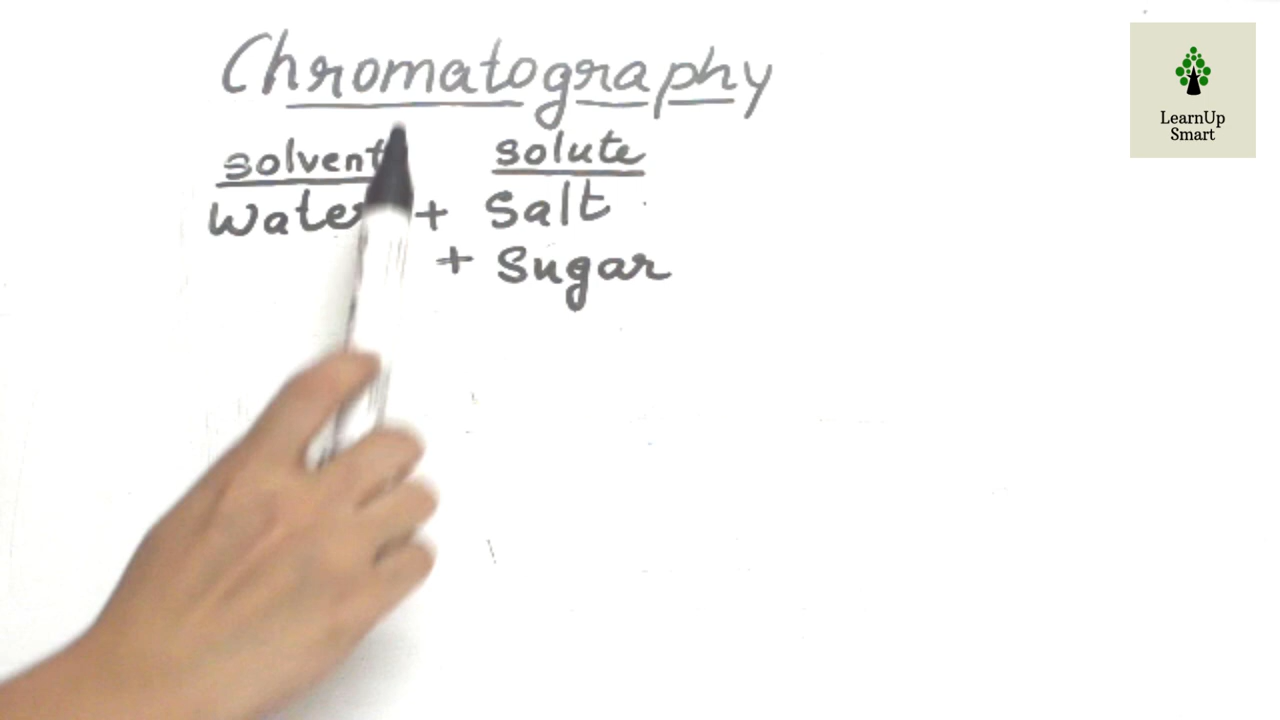 Chromatography
solvent solute
Water + Salt
+ Sugar
LearnUp
Smart